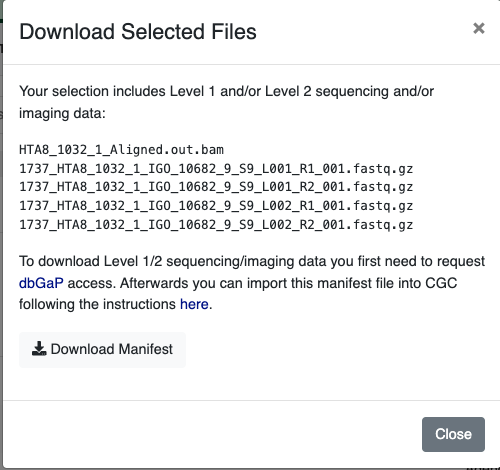 Download Selected Files
×
Your selection includes Level 1 and/or Level 2 sequencing and/or
imaging data:
HTA8_1032_1_Aligned.out.bam
1737_HTA8_1032_1_IGO_10682_9_S9_L001_R1_001.fastq.gz
1737_HTA8_1032_1_IGO_10682_9_S9_L001_R2_001.fastq.gz
1737_HTA8_1032_1_IGO_10682_9_S9_L002_R1_001.fastq.gz
1737_HTA8_1032_1_IGO_10682_9_S9_L002_R2_001.fastq.gz
To download Level 1/2 sequencing/imaging data you first need to request
dbGaP access. Afterwards you can import this manifest file into CGC
following the instructions here.
Download Manifest
Close